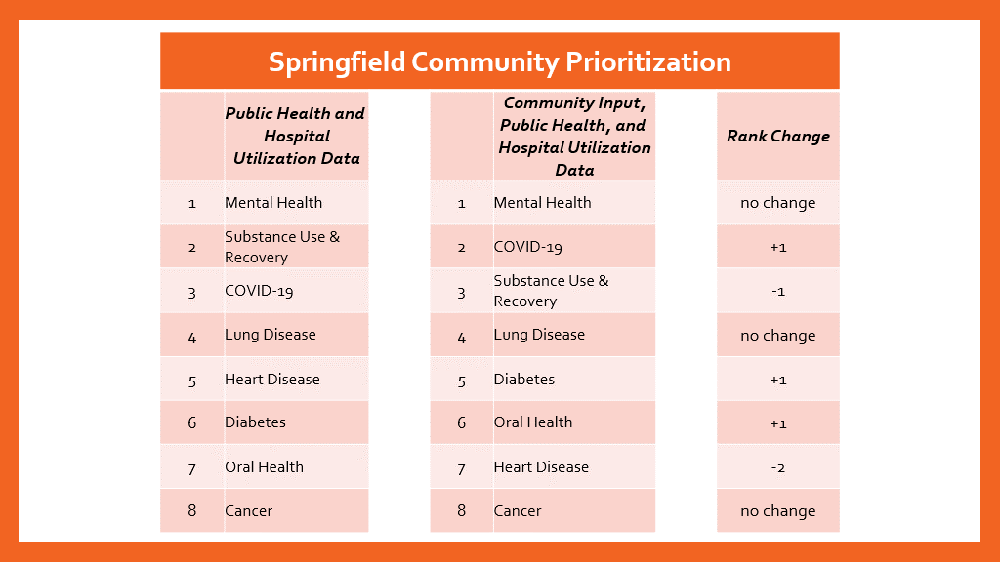 Springfield Community Prioritization
Public Health and
Hospital
Utilization Data
Community Input,
Public Health, and
Hospital Utilization
Data
Rank Change
1 Mental Health 1 Mental Health no change
2 Substance Use &
Recovery 2 COVID-19 +1
3 COVID-19 3 Substance Use &
Recovery -1
4 Lung Disease 4 Lung Disease no change
5 Heart Disease 5 Diabetes +1
6 Diabetes 6 Oral Health +1
7 Oral Health 7 Heart Disease -2
8 Cancer 8 Cancer no change